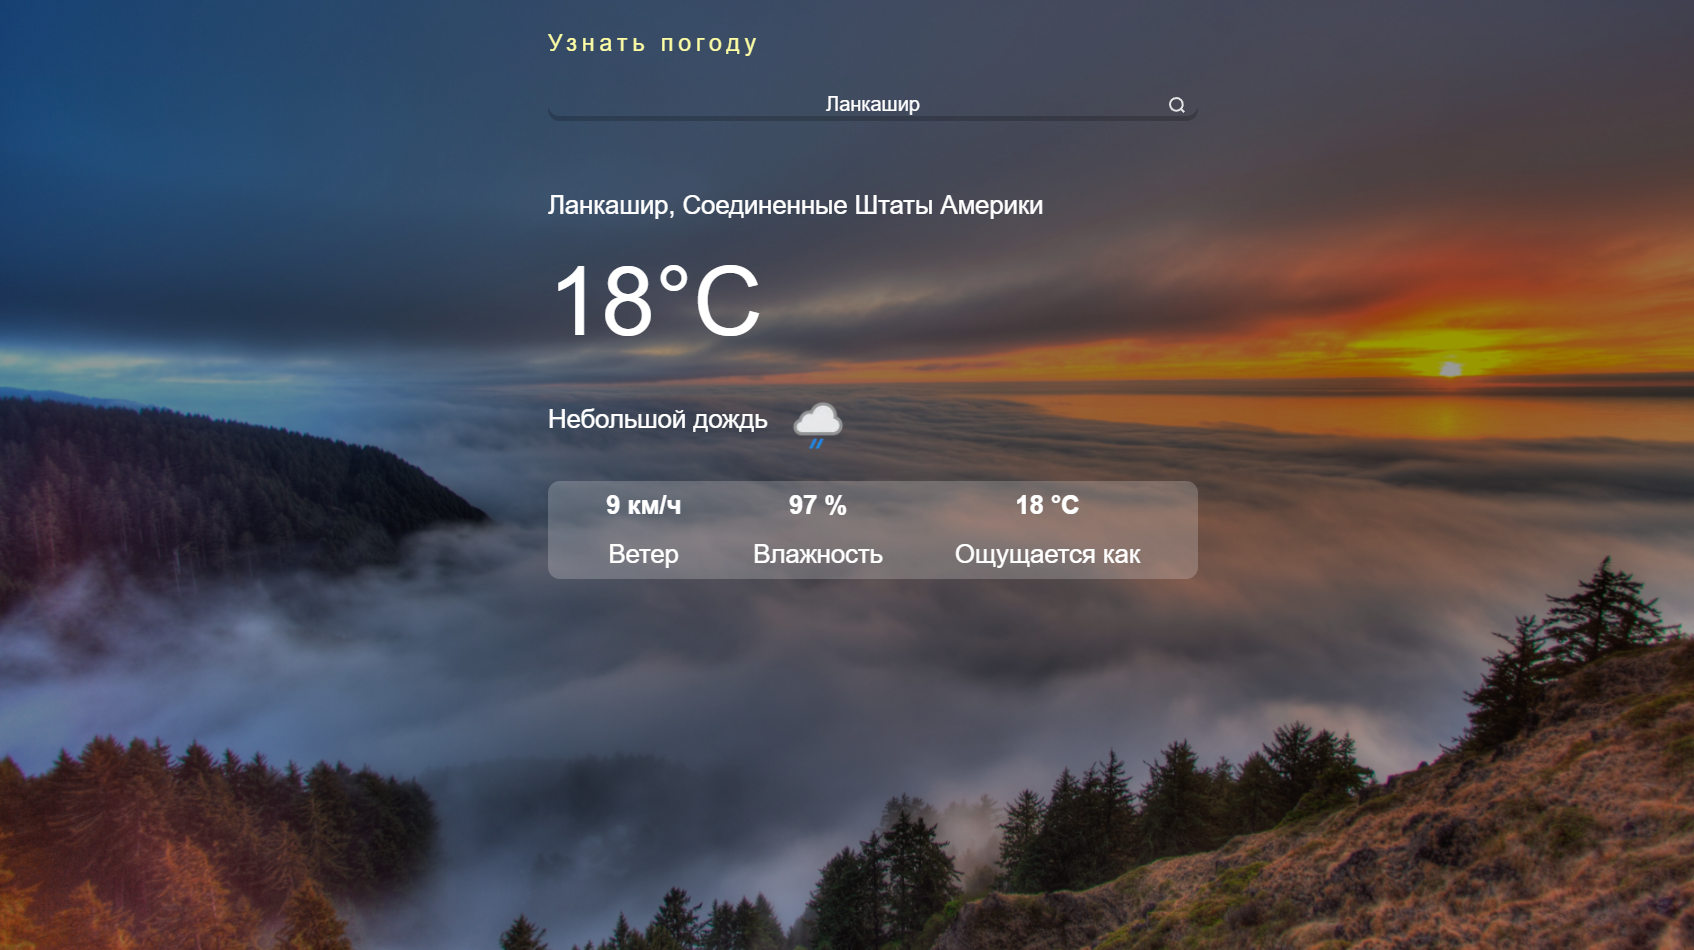 Узнать погоду
Ланкашир
Ланкашир, Соединенные Штаты Америки
18°C
Небольшой дождь
9 км/ч 97 % 18 °C
Ветер Влажность Ощущается как